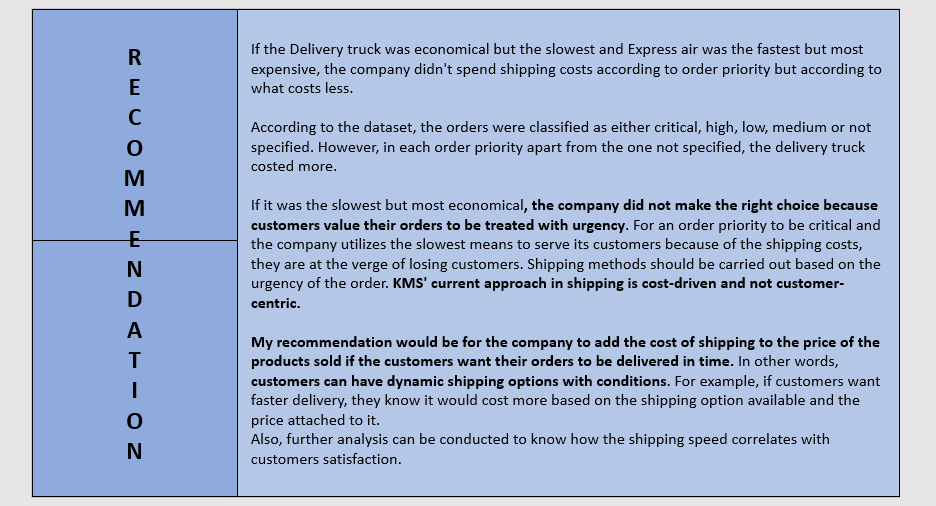 RECOMMENDATION
If the Delivery truck was economical but the slowest and Express air was the fastest but most
expensive, the company didn't spend shipping costs according to order priority but according to
what costs less.
According to the dataset, the orders were classified as either critical, high, low, medium or not
specified. However, in each order priority apart from the one not specified, the delivery truck
costed more.
If it was the slowest but most economical, the company did not make the right choice because
customers value their orders to be treated with urgency. For an order priority to be critical and
the company utilizes the slowest means to serve its customers because of the shipping costs,
they are at the verge of losing customers. Shipping methods should be carried out based on the
urgency of the order. KMS' current approach in shipping is cost-driven and not customer-
centric.
My recommendation would be for the company to add the cost of shipping to the price of the
products sold if the customers want their orders to be delivered in time. In other words,
customers can have dynamic shipping options with conditions. For example, if customers want
faster delivery, they know it would cost more based on the shipping option available and the
price attached to it.
Also, further analysis can be conducted to know how the shipping speed correlates with
customers satisfaction.